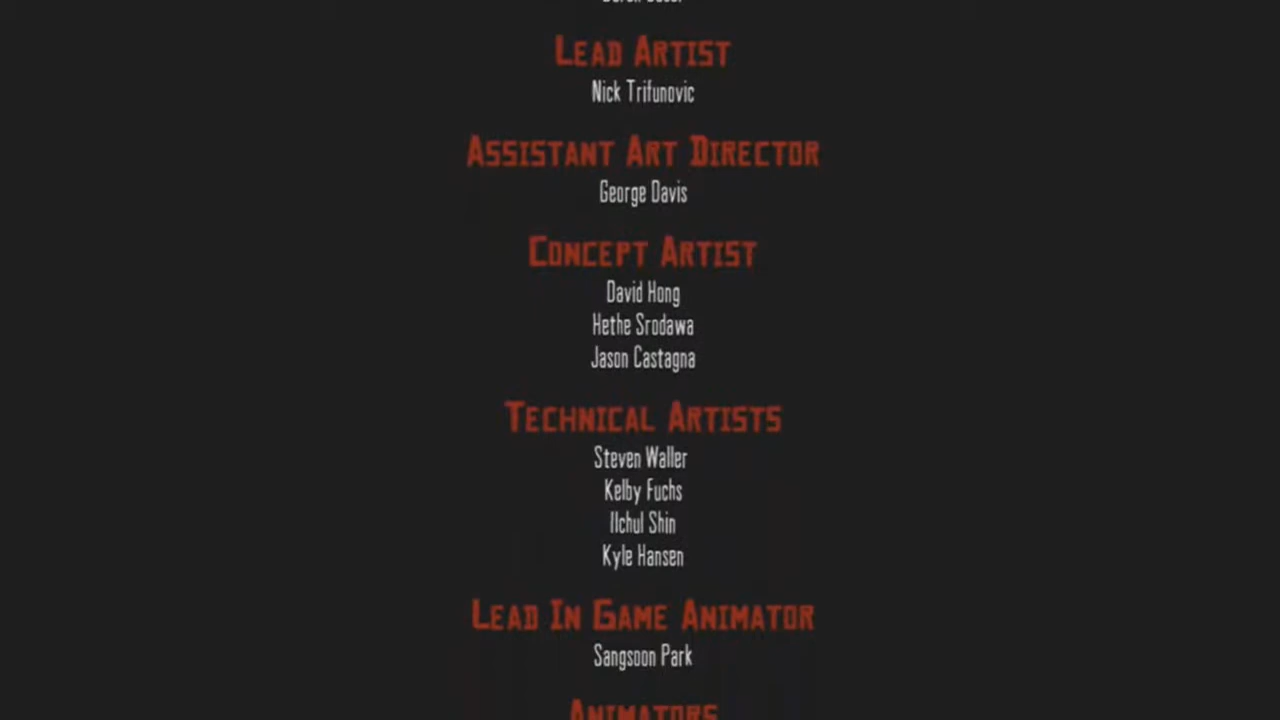 Lead Artist
Nick Trifunovic
Assistant Art Director
George Davis
Concept Artist
David Hong
Hethe Srodawa
Jason Castagna
Technical Artists
Steven Waller
Kelby Fuchs
Ilchul Shin
Kyle Hansen
Lead In Game Animator
Sangsoon Park
Animators